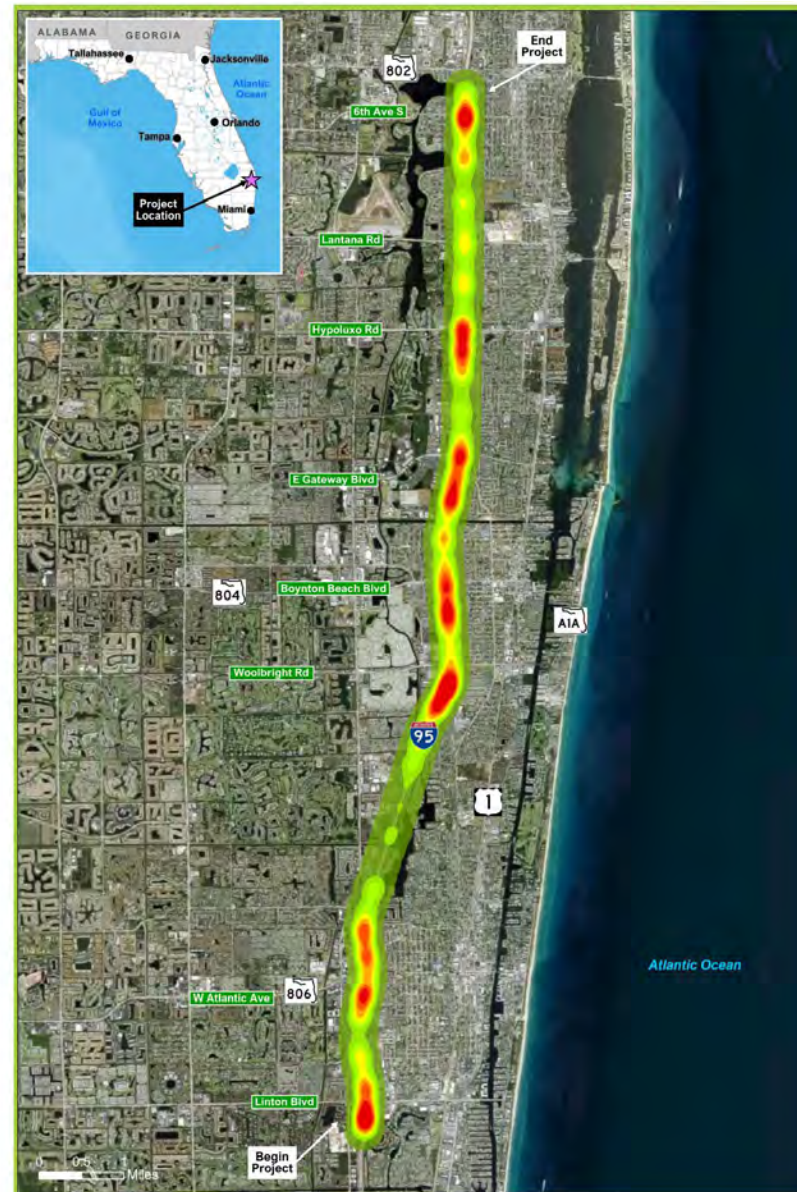 ALABAMA
GEORGIA
Tallahassee
Jacksonville
Atlantic
Ocean
Gulf of
Mexico
Orlando
Tampa
Project
Location
Miami
802
End
Project
6th Ave S
Lantana Rd
Hypoluxo Rd
E Gateway Blvd
Boynton Beach Blvd
804
A1A
Woolbright Rd
95
1
Atlantic Ocean
806
W Atlantic Ave
Linton Blvd
Begin
Project
0 0.5 1
Miles